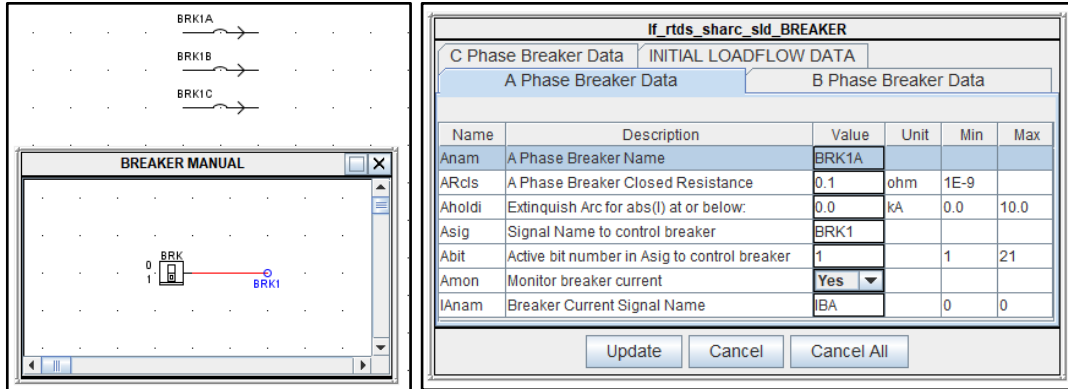 BRK1A
BRK1B
BRK1C
BREAKER MANUAL
BRK
0
1
BRK1
lf_rtds_sharc_sld_BREAKER
C Phase Breaker Data INITIAL LOADFLOW DATA
A Phase Breaker Data B Phase Breaker Data
Name Description Value Unit Min Max
Anam A Phase Breaker Name BRK1A
ARcls A Phase Breaker Closed Resistance 0.1 ohm 1E-9
Aholdi Extinquish Arc for abs(I) at or below: 0.0 kA 0.0 10.0
Asig Signal Name to control breaker BRK1
Abit Active bit number in Asig to control breaker 1 1 21
Amon Monitor breaker current Yes
IAnam Breaker Current Signal Name IBA 0 0
Update Cancel Cancel All